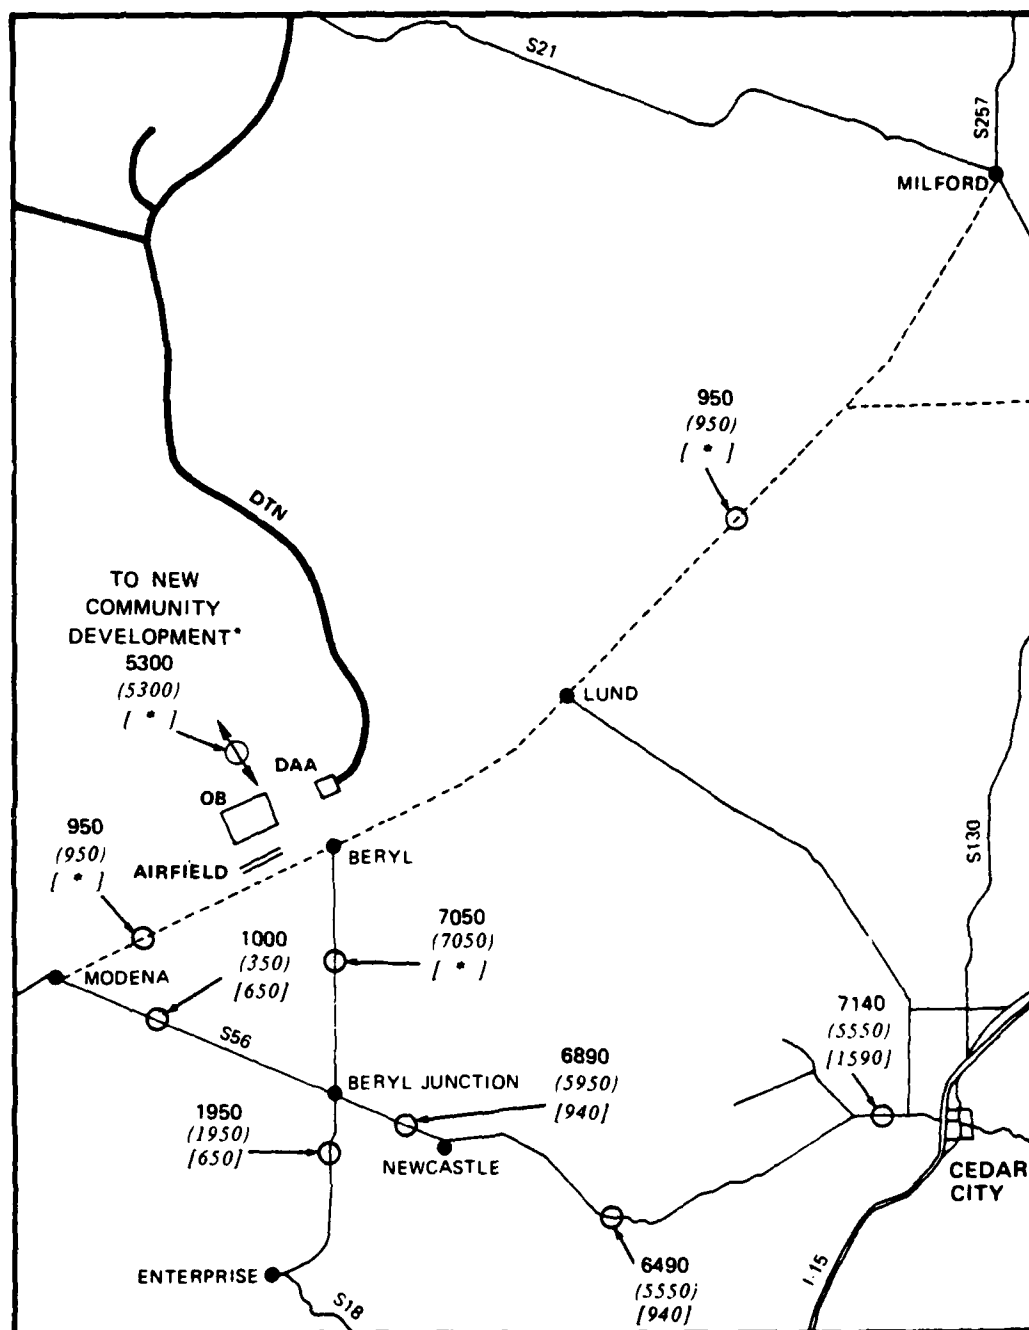 S21
S257
MILFORD
950
(950)
[ * ]
DTN
TO NEW
COMMUNITY
DEVELOPMENT*
5300
(5300)
[ * ]
LUND
DAA
OB
950
(950)
[ * ]
AIRFIELD
BERYL
S130
1000
(350)
[650]
7050
(7050)
[ * ]
MODENA
S56
7140
(5550)
[1590]
6890
(5950)
[940]
BERYL JUNCTION
1950
(1950)
[650]
NEWCASTLE
CEDAR
CITY
6490
(5550)
[940]
I-15
ENTERPRISE
S18